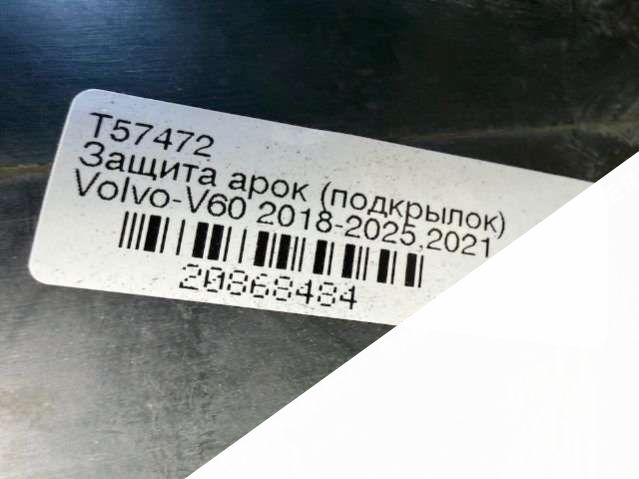 T57472
Защита арок (подкрылок)
Volvo-V60 2018-2025,2021
20868484